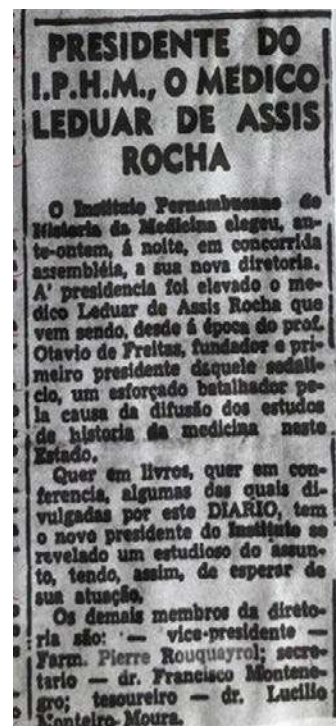 PRESIDENTE DO
I.P.H.M., O MEDICO
LEDUAR DE ASSIS
ROCHA
O Instituto Pernambucano de
Historia da Medicina elegeu, an-
te-ontem, á noite, em concorrida
assembléia, a sua nova diretoria.
A' presidencia foi elevado o me-
dico Leduar de Assis Rocha que
vem sendo, desde á época do prof.
Otavio de Freitas, fundador e pri-
meiro presidente daquele sodali-
cio, um esforçado batalhador pe-
la causa da difusão dos estudos
de historia da medicina neste
Estado.
Quer em livros, quer em con-
ferencia, algumas das quais di-
vulgadas por este DIARIO, tem
o novo presidente do Instituto se
revelado um estudioso do assun-
to, tendo, assim, de esperar de
sua atuação.
Os demais membros da direto-
ria são: — vice-presidente —
Farm. Pierre Rouquayrol; secre-
tario — dr. Francisco Montene-
gro; tesoureiro — dr. Lucilio
Monteiro Moura.